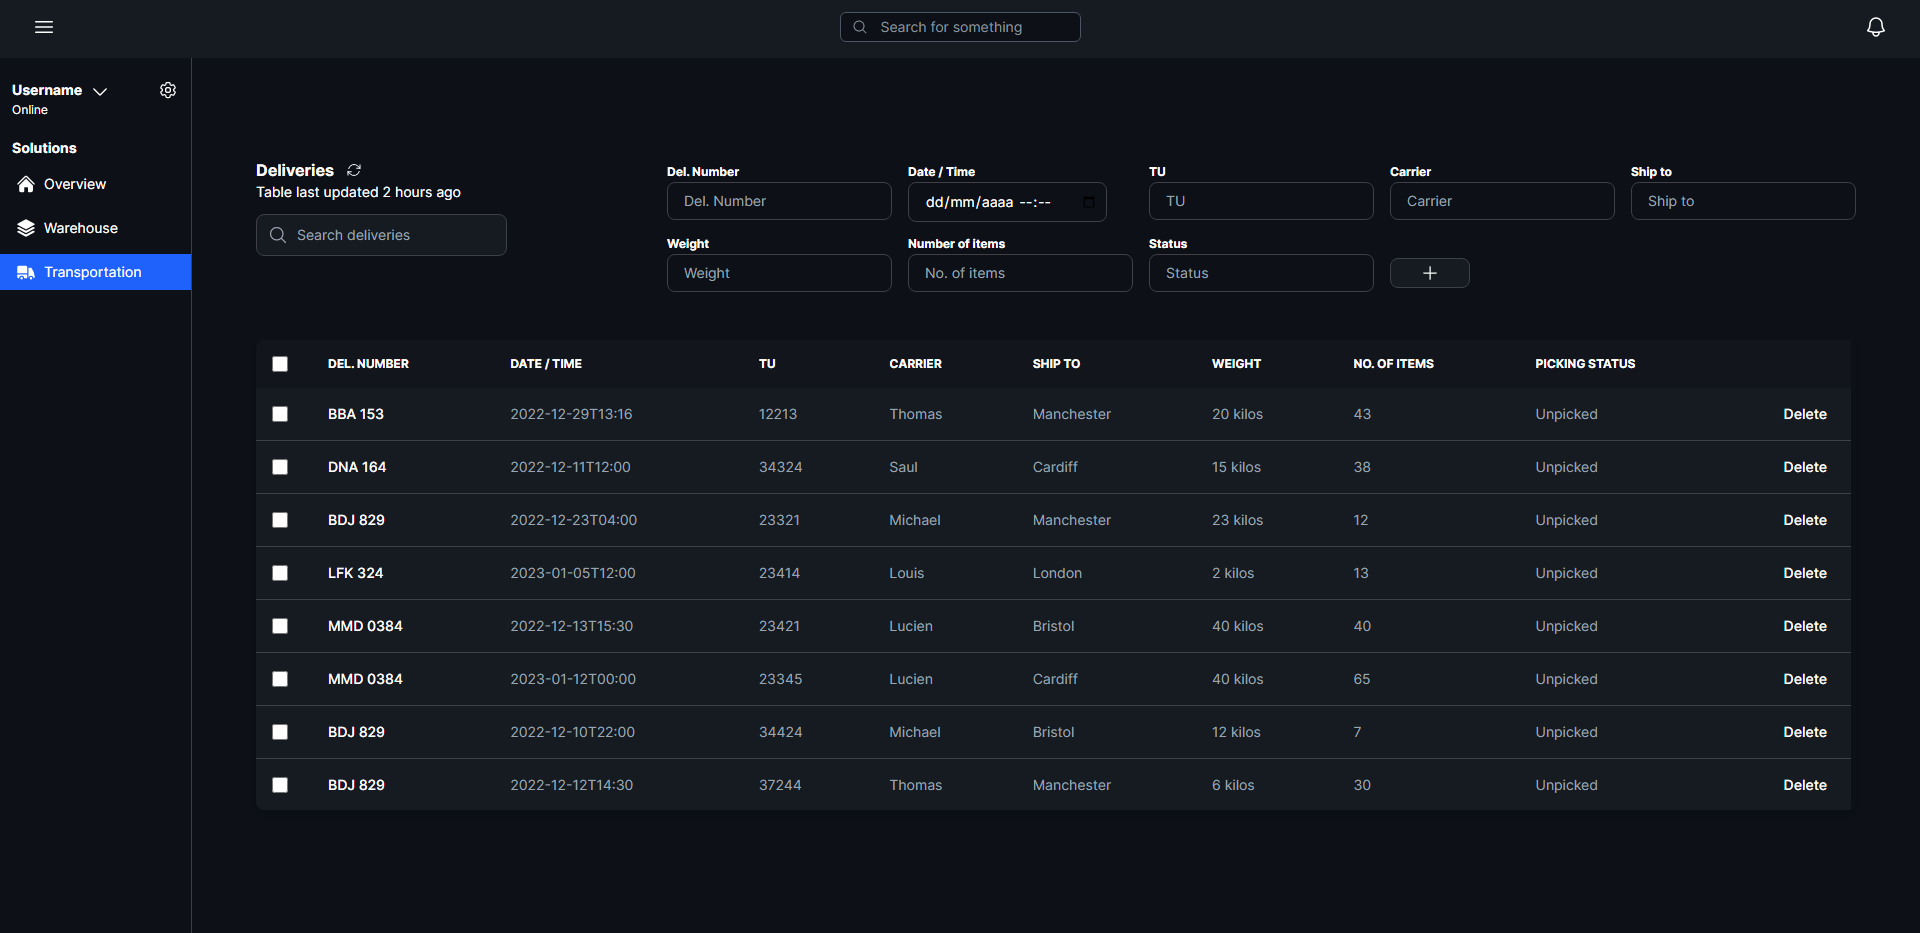 Search for something
Username
Online
Solutions
Overview
Warehouse
Transportation
Deliveries
Table last updated 2 hours ago
Search deliveries
Del. Number Date / Time TU Carrier Ship to
Del. Number dd/mm/aaaa --:-- TU Carrier Ship to
Weight Number of items Status
Weight No. of items Status
DEL. NUMBER DATE / TIME TU CARRIER SHIP TO WEIGHT NO. OF ITEMS PICKING STATUS
BBA 153 2022-12-29T13:16 12213 Thomas Manchester 20 kilos 43 Unpicked Delete
DNA 164 2022-12-11T12:00 34324 Saul Cardiff 15 kilos 38 Unpicked Delete
BDJ 829 2022-12-23T04:00 23321 Michael Manchester 23 kilos 12 Unpicked Delete
LFK 324 2023-01-05T12:00 23414 Louis London 2 kilos 13 Unpicked Delete
MMD 0384 2022-12-13T15:30 23421 Lucien Bristol 40 kilos 40 Unpicked Delete
MMD 0384 2023-01-12T00:00 23345 Lucien Cardiff 40 kilos 65 Unpicked Delete
BDJ 829 2022-12-10T22:00 34424 Michael Bristol 12 kilos 7 Unpicked Delete
BDJ 829 2022-12-12T14:30 37244 Thomas Manchester 6 kilos 30 Unpicked Delete